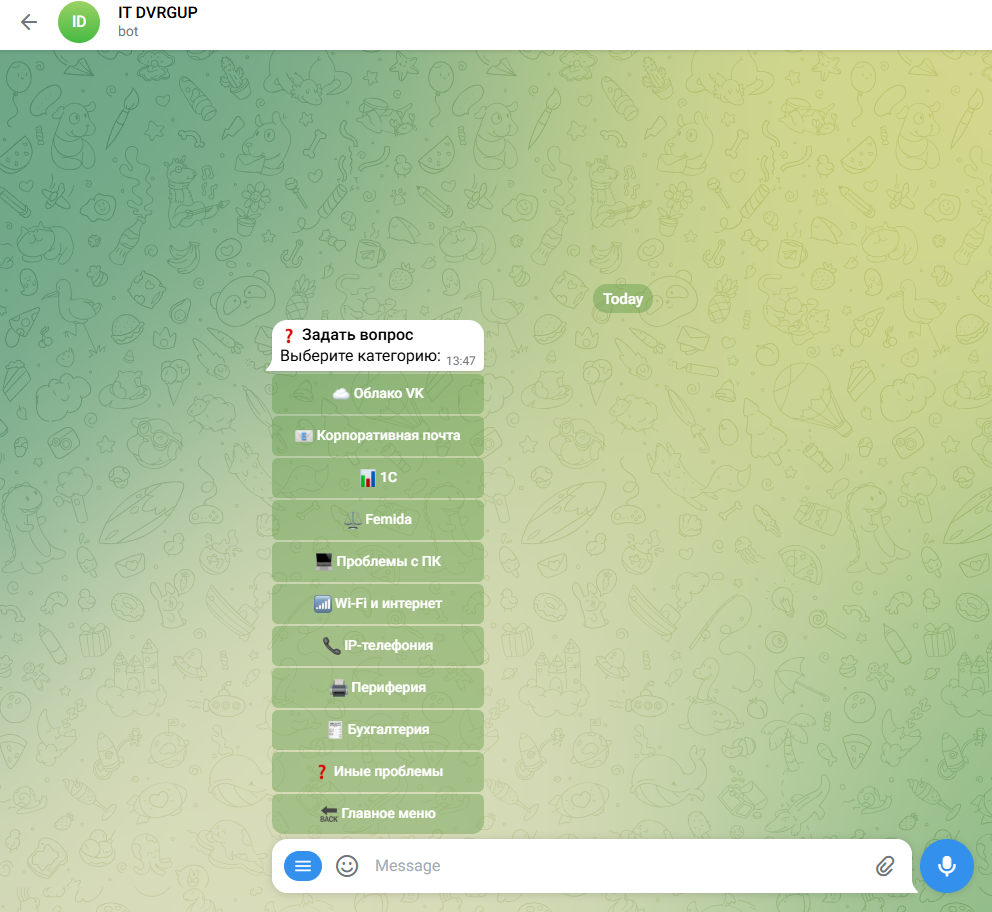 ID
IT DVRGUP
bot
Today
❓ Задать вопрос
Выберите категорию: 13:47
☁️ Облако VK
📧 Корпоративная почта
📊 1С
⚖️ Femida
🖥️ Проблемы с ПК
📶 Wi-Fi и интернет
📞 IP-телефония
🖨️ Периферия
🧾 Бухгалтерия
❓ Иные проблемы
🔙 Главное меню
Message